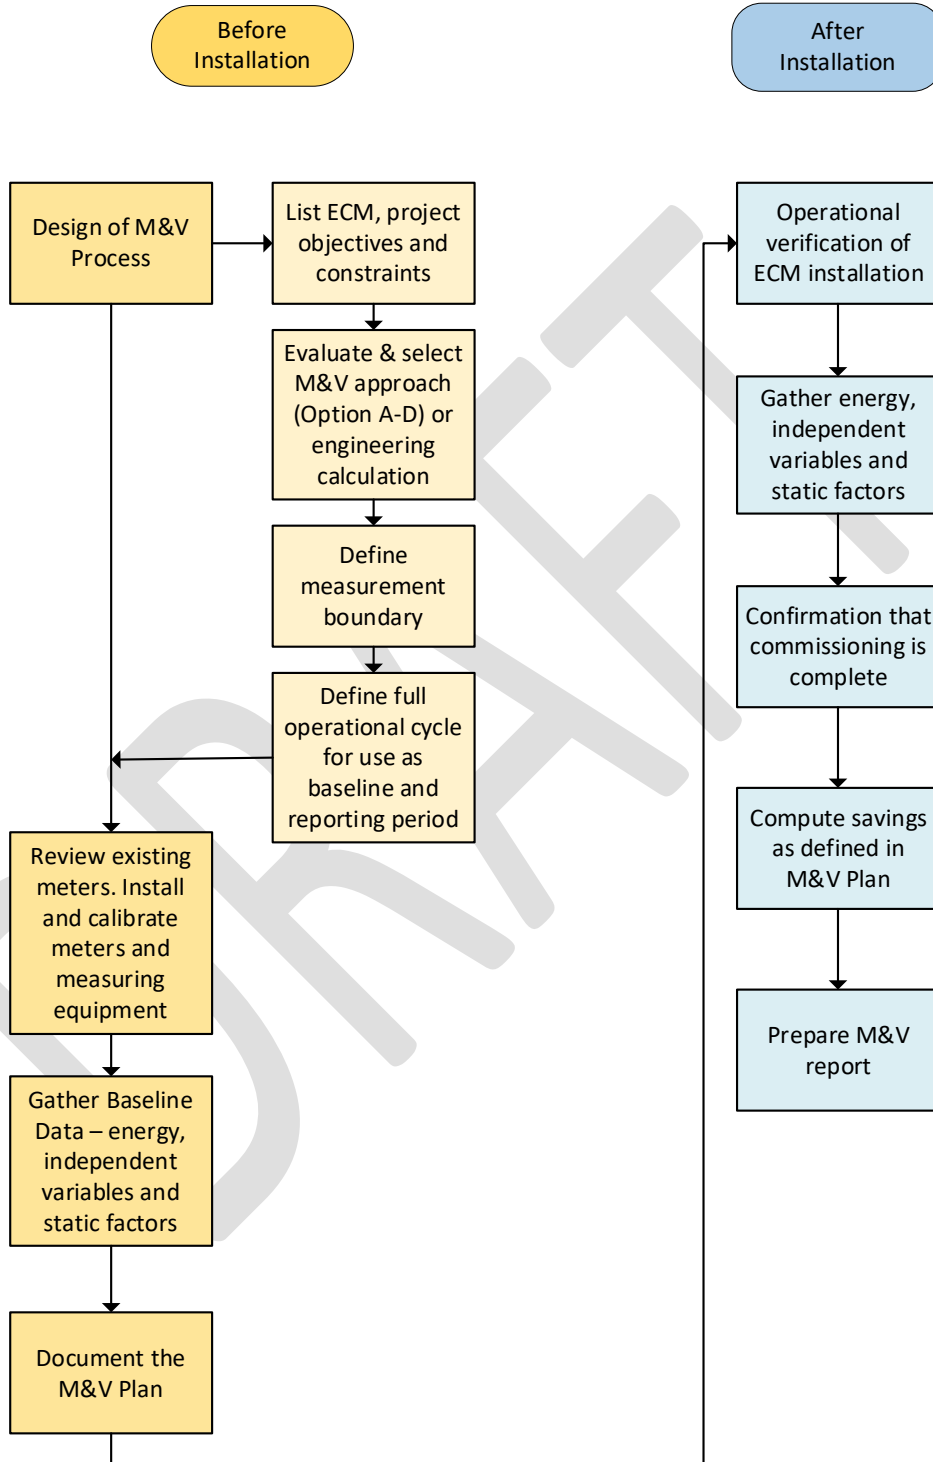 Before
Installation
After
Installation
Design of M&V
Process
List ECM, project
objectives and
constraints
Evaluate & select
M&V approach
(Option A-D) or
engineering
calculation
Define
measurement
boundary
Define full
operational cycle
for use as
baseline and
reporting period
Review existing
meters. Install
and calibrate
meters and
measuring
equipment
Gather Baseline
Data – energy,
independent
variables and
static factors
Document the
M&V Plan
Operational
verification of
ECM installation
Gather energy,
independent
variables and
static factors
Confirmation that
commissioning is
complete
Compute savings
as defined in
M&V Plan
Prepare M&V
report
DRAFT